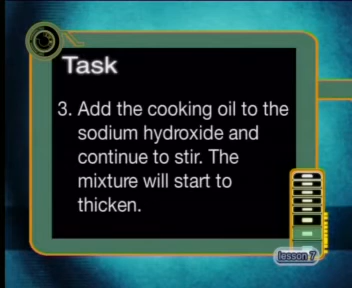 Task
3. Add the cooking oil to the
sodium hydroxide and
continue to stir. The
mixture will start to
thicken.
lesson 7